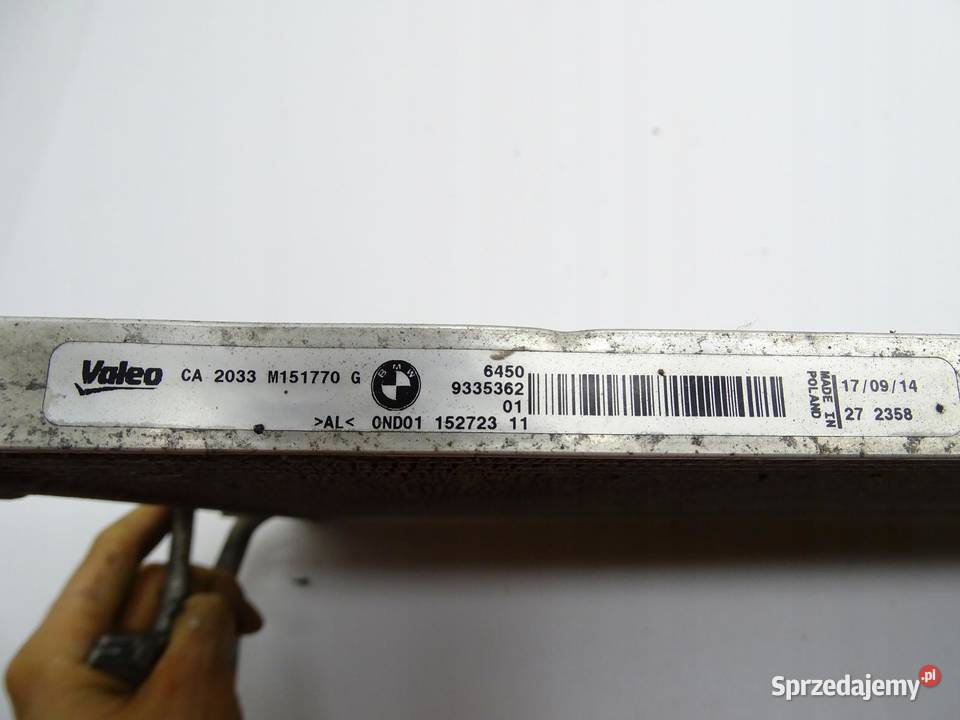 Valeo CA 2033 M151770 G
BMW
6450
9335362
01
>AL< 0ND01 152723 11
MADE IN
POLAND
17/09/14
27 2358
Sprzedajemy.pl